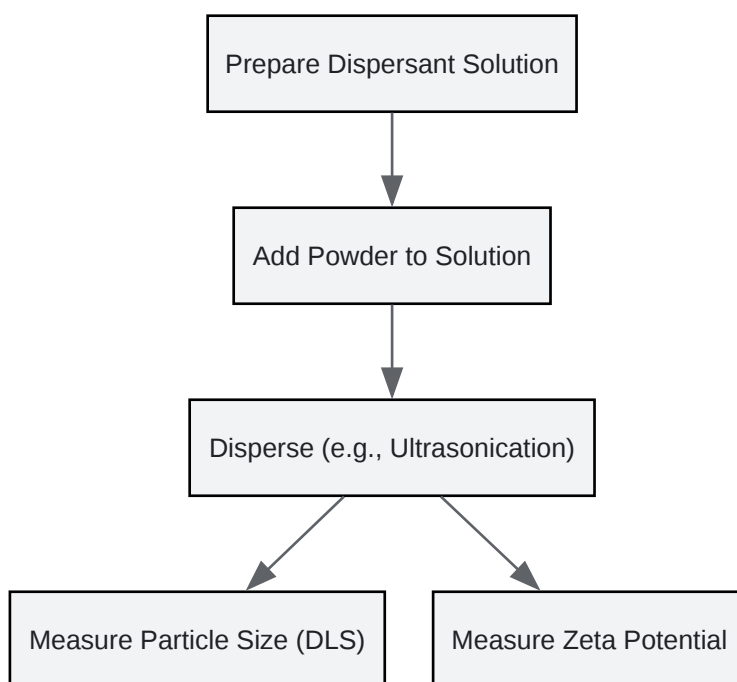 Prepare Dispersant Solution
Add Powder to Solution
Disperse (e.g., Ultrasonication)
Measure Particle Size (DLS)
Measure Zeta Potential